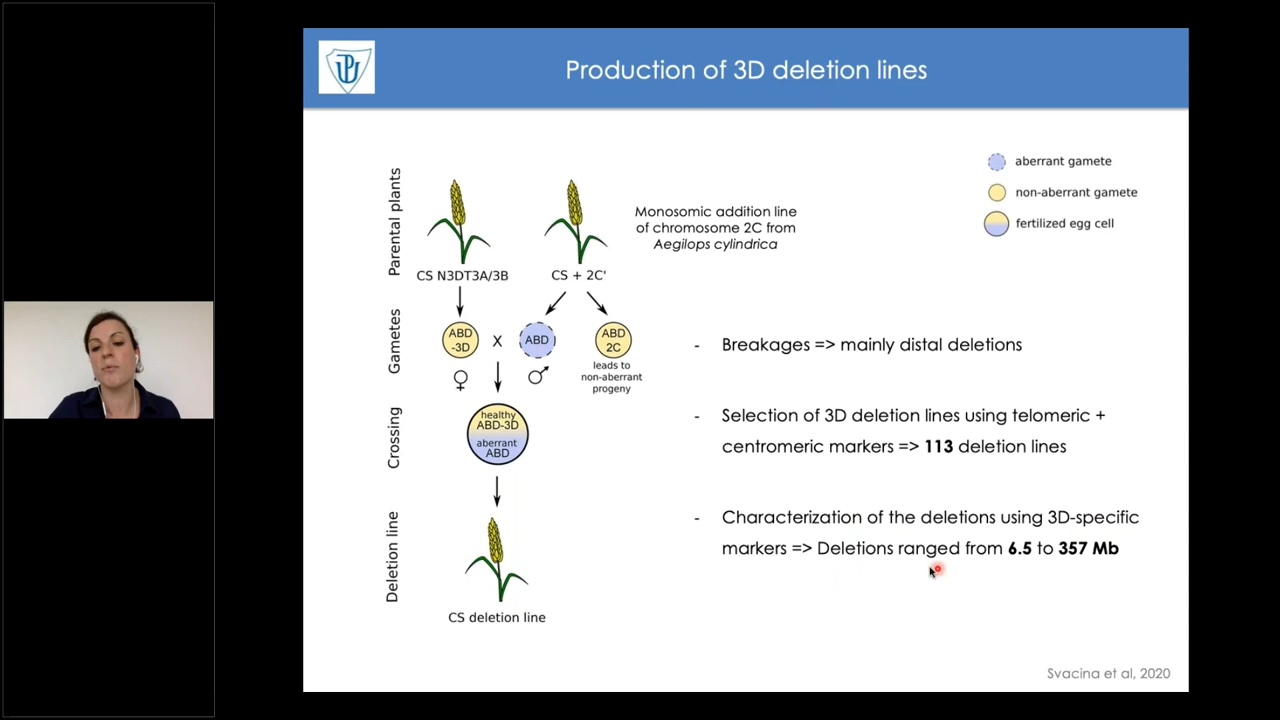 Production of 3D deletion lines
aberrant gamete
non-aberrant gamete
fertilized egg cell
Parental plants
Monosomic addition line
of chromosome 2C from
Aegilops cylindrica
CS N3DT3A/3B
CS + 2C'
Gametes
ABD
-3D
X
ABD
ABD
2C
leads to
non-aberrant
progeny
♀
♂
Crossing
healthy
ABD-3D
aberrant
ABD
Deletion line
CS deletion line
- Breakages => mainly distal deletions
- Selection of 3D deletion lines using telomeric +
centromeric markers => 113 deletion lines
- Characterization of the deletions using 3D-specific
markers => Deletions ranged from 6.5 to 357 Mb
Svacina et al, 2020